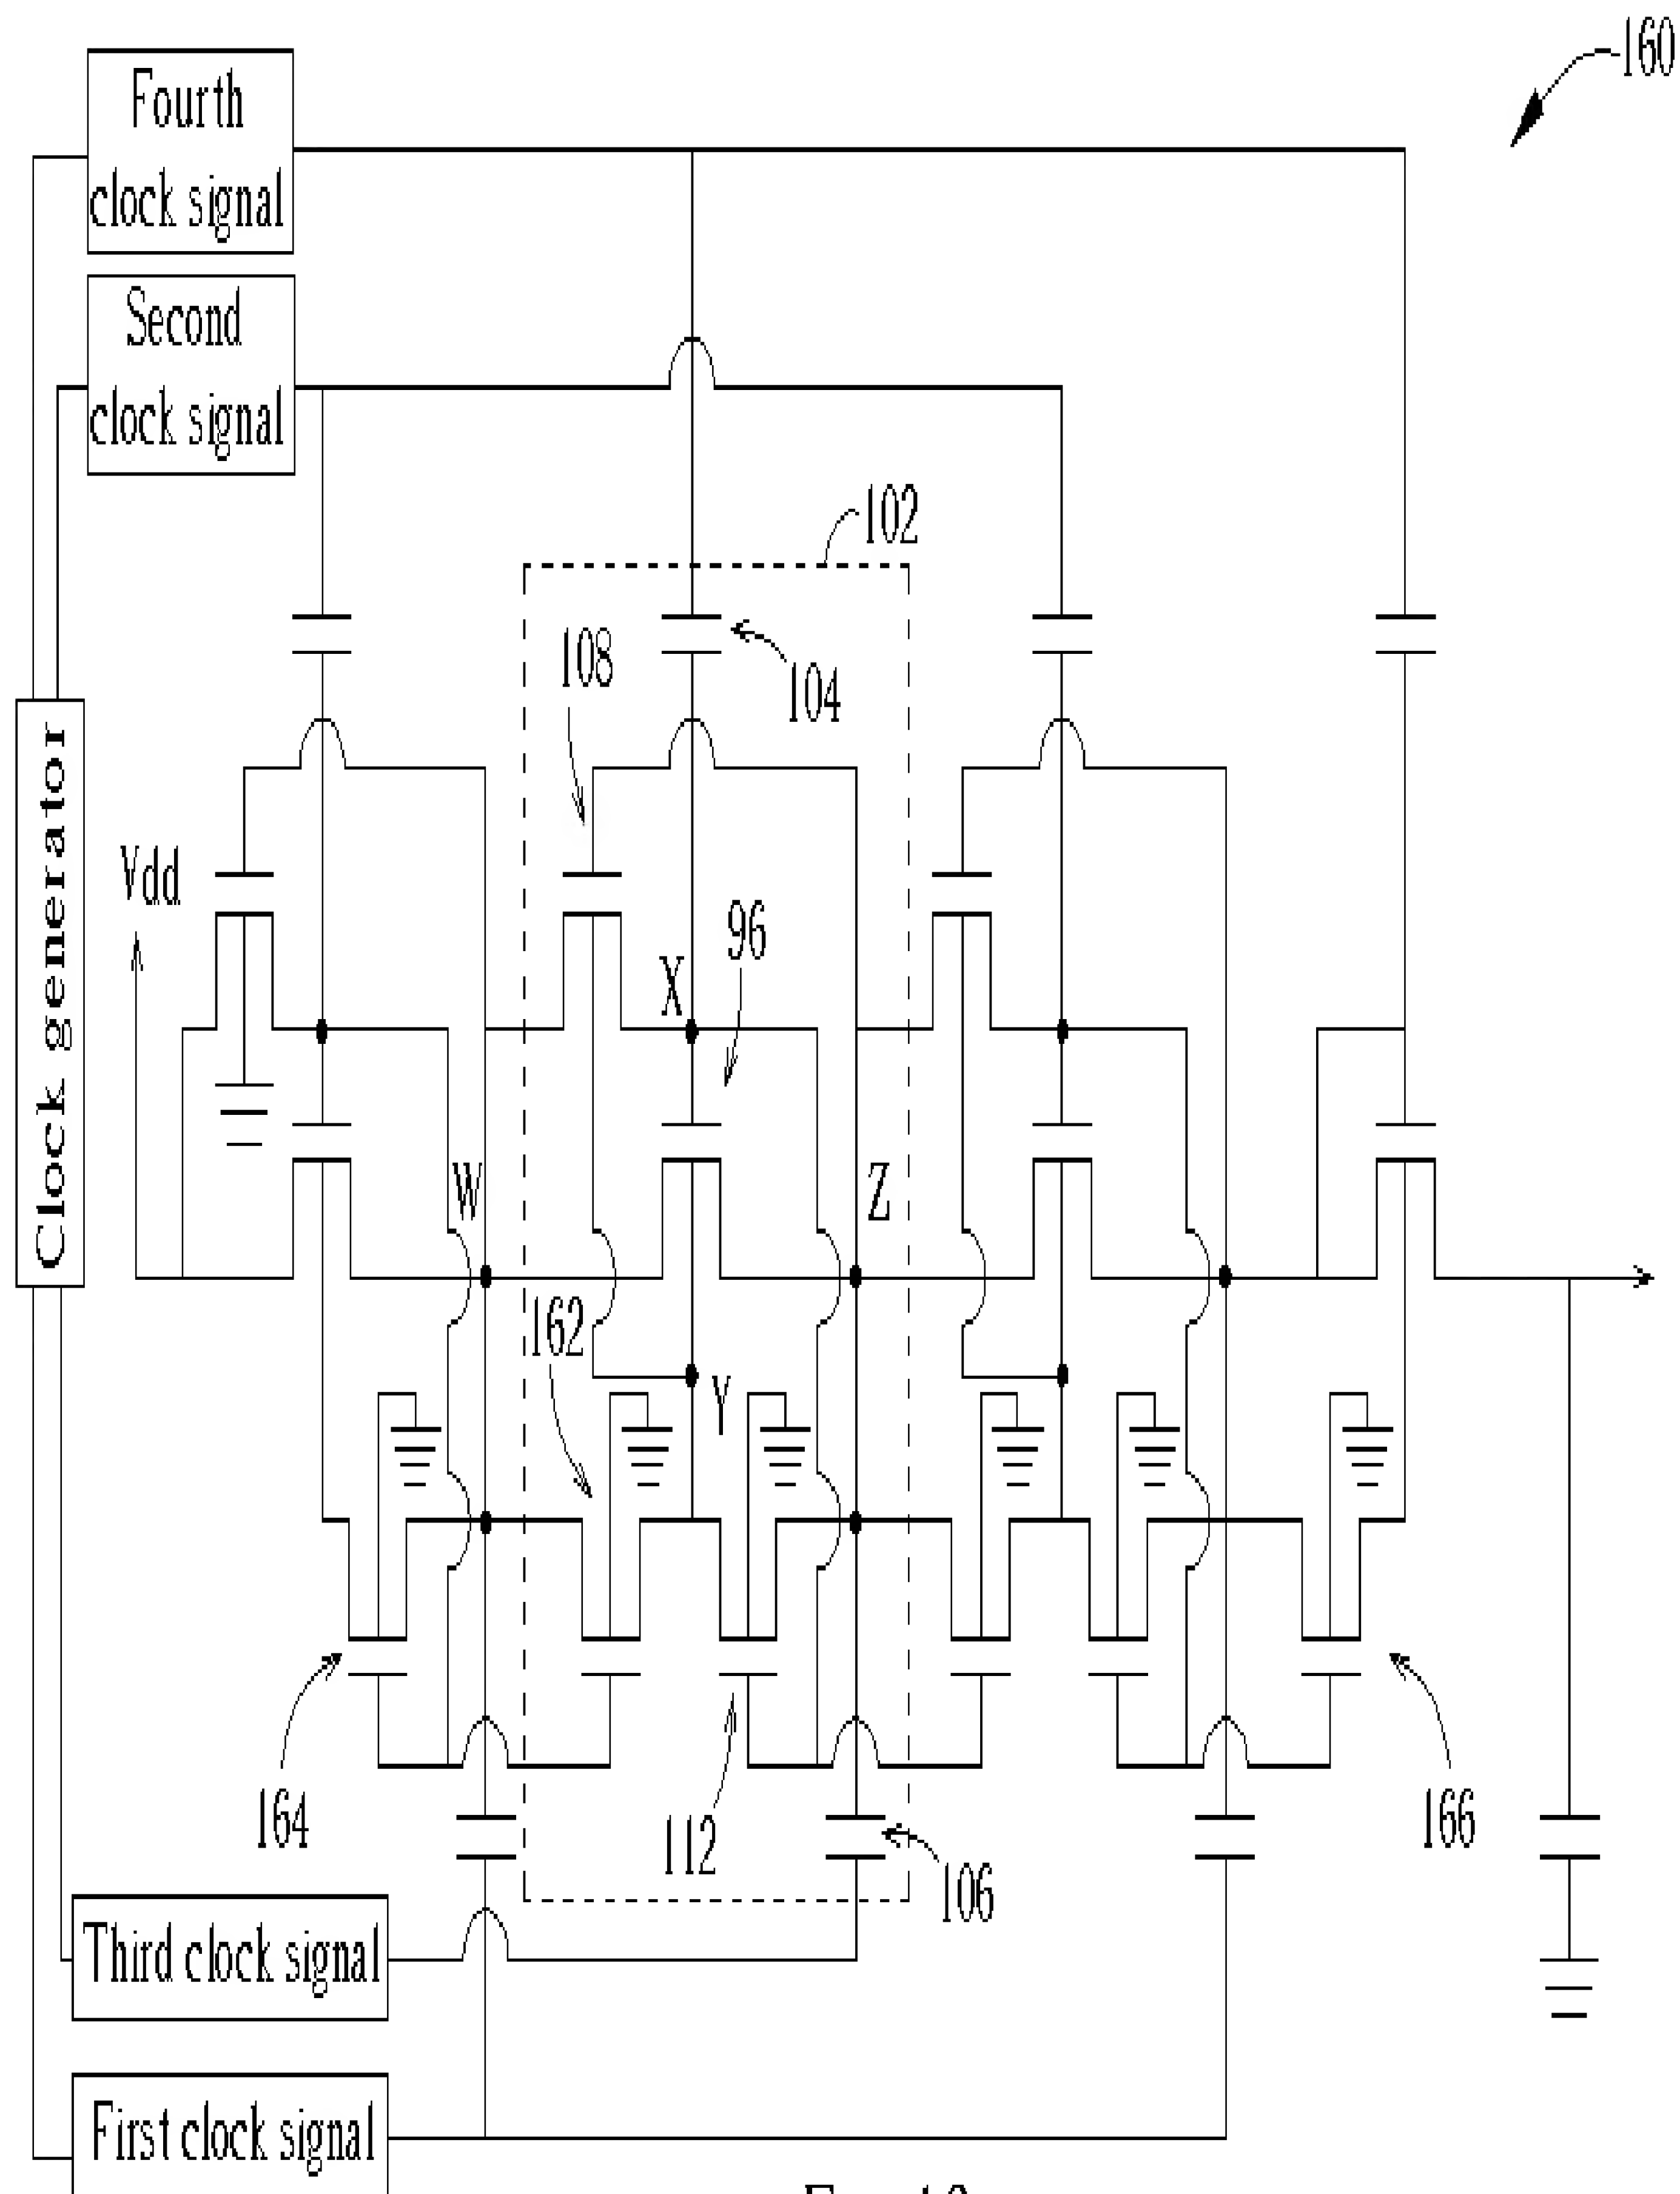 160
Fourth
clock signal
Second
clock signal
102
108
104
Clock generator
Vdd
96
X
W
Z
162
Y
164
112
106
166
Third clock signal
First clock signal